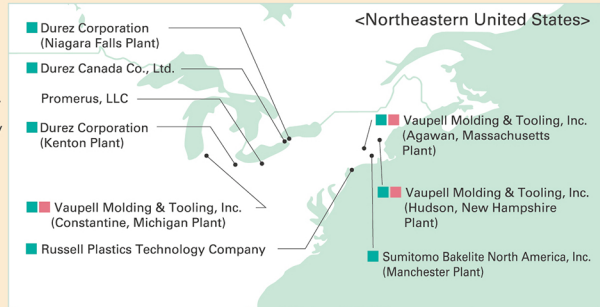 <Northeastern United States>
Durez Corporation
(Niagara Falls Plant)
Durez Canada Co., Ltd.
Promerus, LLC
Durez Corporation
(Kenton Plant)
Vaupell Molding & Tooling, Inc.
(Constantine, Michigan Plant)
Russell Plastics Technology Company
Vaupell Molding & Tooling, Inc.
(Agawan, Massachusetts
Plant)
Vaupell Molding & Tooling, Inc.
(Hudson, New Hampshire
Plant)
Sumitomo Bakelite North America, Inc.
(Manchester Plant)